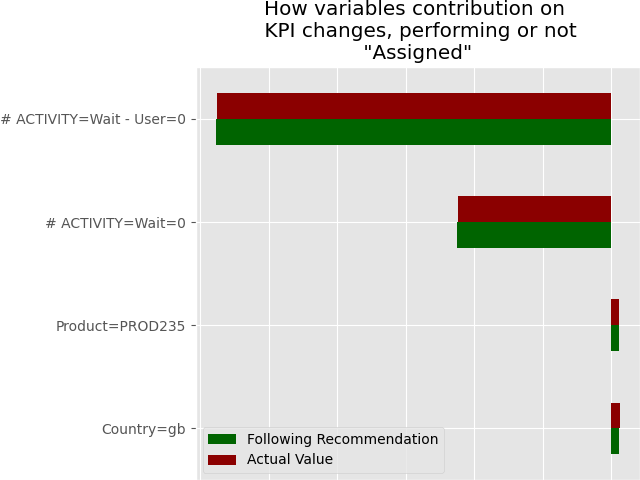 How variables contribution on
KPI changes, performing or not
"Assigned"
# ACTIVITY=Wait - User=0
# ACTIVITY=Wait=0
Product=PROD235
Country=gb
Following Recommendation
Actual Value